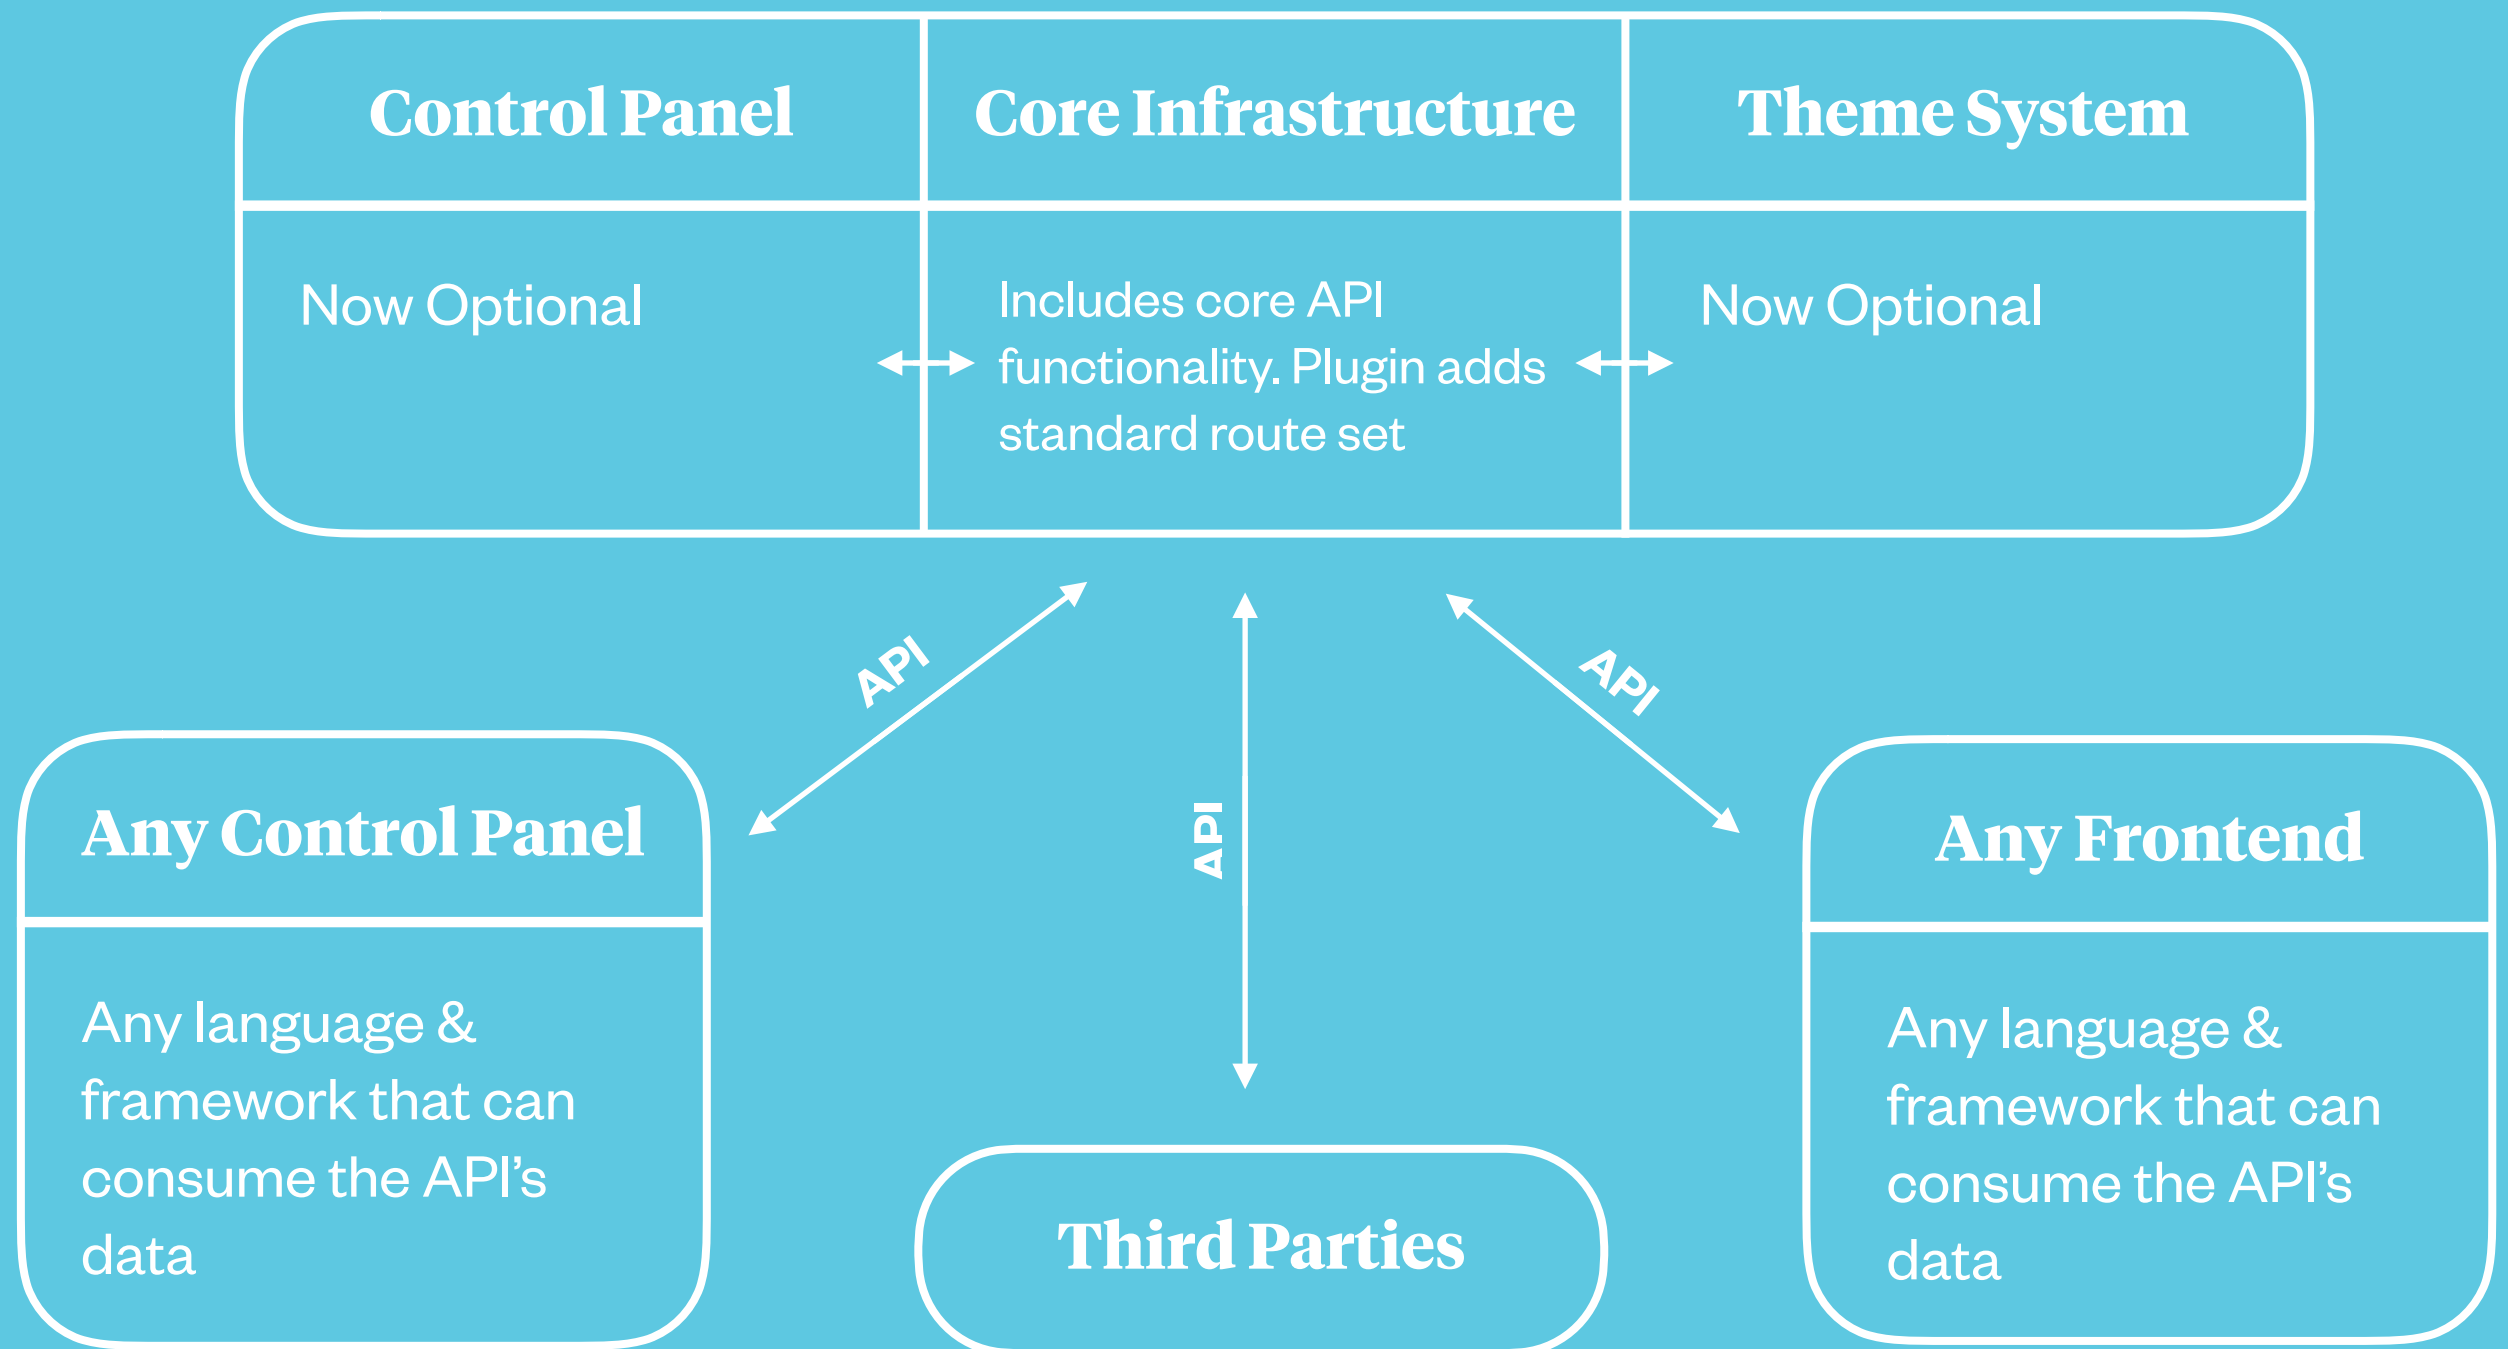 Control Panel
Core Infrastructure
Theme System
Now Optional
Includes core API
functionality. Plugin adds
standard route set
Now Optional
API
API
API
Any Control Panel
Any language &
framework that can
consume the API’s
data
Third Parties
Any Frontend
Any language &
framework that can
consume the API’s
data